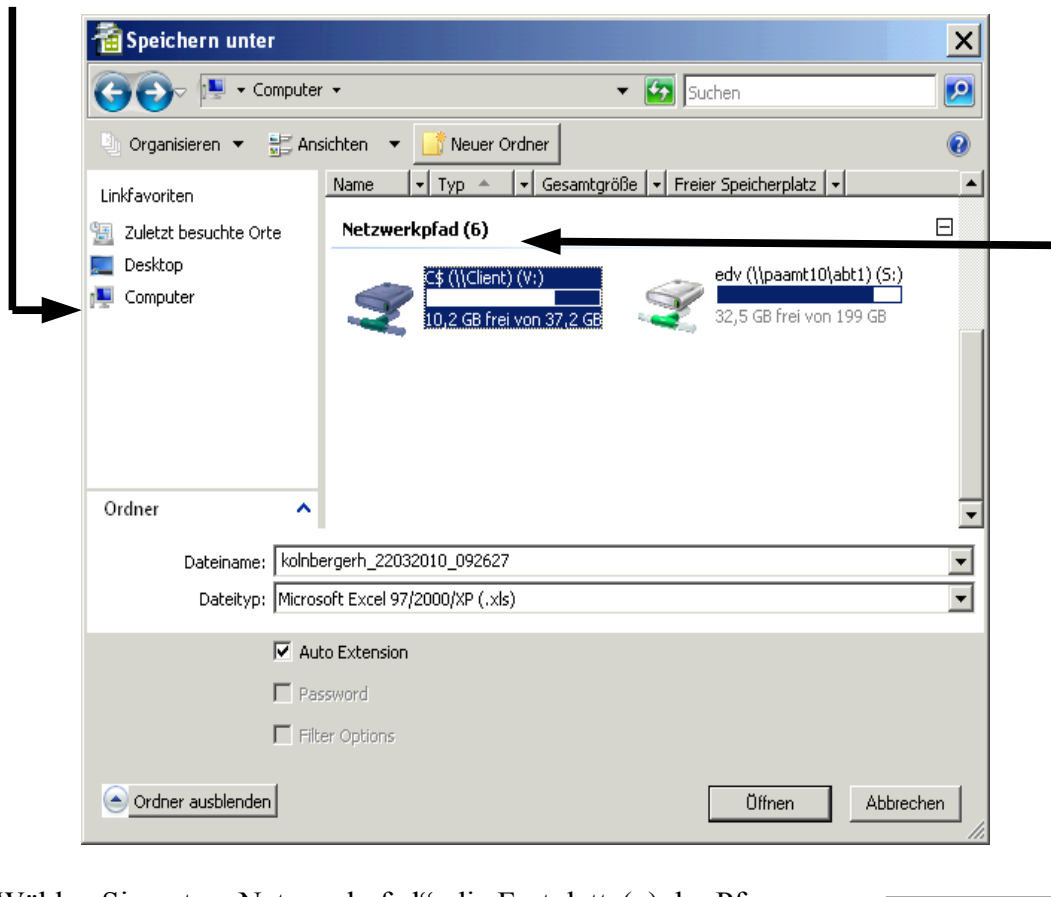 Speichern unter
Computer
Suchen
Organisieren
Ansichten
Neuer Ordner
Linkfavoriten
Name
Typ
Gesamtgröße
Freier Speicherplatz
Zuletzt besuchte Orte
Desktop
Computer
Netzwerkpfad (6)
C$ (\\Client) (V:)
10,2 GB frei von 37,2 GB
edv (\\paamt10\abt1) (S:)
32,5 GB frei von 199 GB
Ordner
Dateiname: kolnbergerh_22032010_092627
Dateityp: Microsoft Excel 97/2000/XP (.xls)
Auto Extension
Password
Filter Options
Ordner ausblenden
Öffnen
Abbrechen